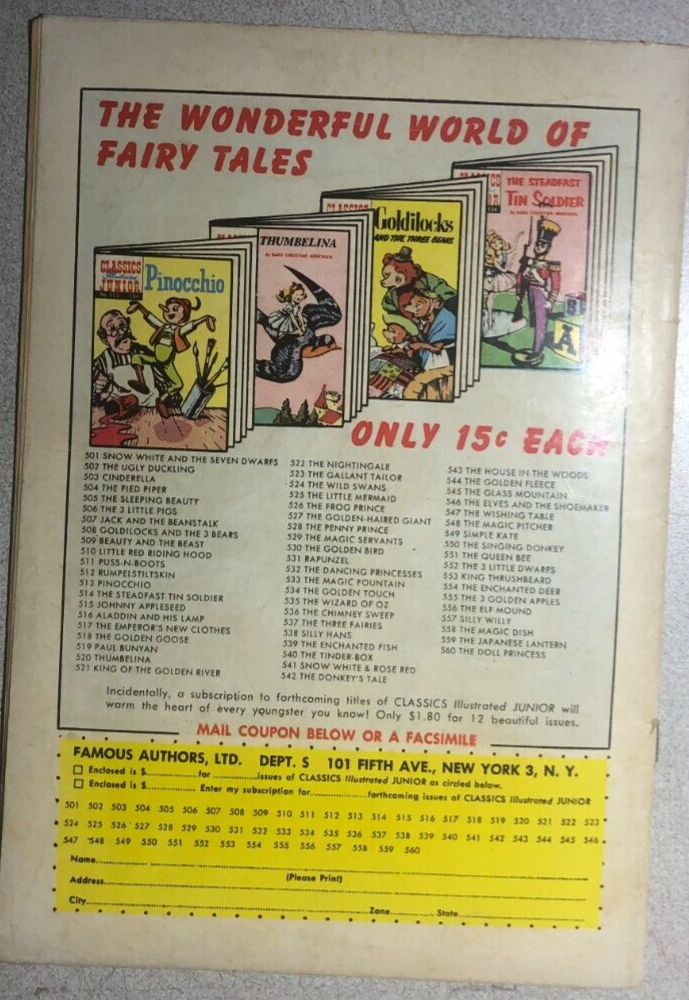 THE WONDERFUL WORLD OF
FAIRY TALES
CLASSICS
Illustrated
JUNIOR
No. 513 15¢
Pinocchio
THUMBELINA
By HANS CHRISTIAN ANDERSEN
CLASSICS
Goldilocks
AND THE THREE BEARS
THE STEADFAST
TIN SOLDIER
By HANS CHRISTIAN ANDERSEN
B
A
ONLY 15¢ EACH
501 SNOW WHITE AND THE SEVEN DWARFS
502 THE UGLY DUCKLING
503 CINDERELLA
504 THE PIED PIPER
505 THE SLEEPING BEAUTY
506 THE 3 LITTLE PIGS
507 JACK AND THE BEANSTALK
508 GOLDILOCKS AND THE 3 BEARS
509 BEAUTY AND THE BEAST
510 LITTLE RED RIDING HOOD
511 PUSS-N-BOOTS
512 RUMPELSTILTSKIN
513 PINOCCHIO
514 THE STEADFAST TIN SOLDIER
515 JOHNNY APPLESEED
516 ALADDIN AND HIS LAMP
517 THE EMPEROR'S NEW CLOTHES
518 THE GOLDEN GOOSE
519 PAUL BUNYAN
520 THUMBELINA
521 KING OF THE GOLDEN RIVER
522 THE NIGHTINGALE
523 THE GALLANT TAILOR
524 THE WILD SWANS
525 THE LITTLE MERMAID
526 THE FROG PRINCE
527 THE GOLDEN-HAIRED GIANT
528 THE PENNY PRINCE
529 THE MAGIC SERVANTS
530 THE GOLDEN BIRD
531 RAPUNZEL
532 THE DANCING PRINCESSES
533 THE MAGIC FOUNTAIN
534 THE GOLDEN TOUCH
535 THE WIZARD OF OZ
536 THE CHIMNEY SWEEP
537 THE THREE FAIRIES
538 SILLY HANS
539 THE ENCHANTED FISH
540 THE TINDER-BOX
541 SNOW WHITE & ROSE RED
542 THE DONKEY'S TALE
543 THE HOUSE IN THE WOODS
544 THE GOLDEN FLEECE
545 THE GLASS MOUNTAIN
546 THE ELVES AND THE SHOEMAKER
547 THE WISHING TABLE
548 THE MAGIC PITCHER
549 SIMPLE KATE
550 THE SINGING DONKEY
551 THE QUEEN BEE
552 THE 3 LITTLE DWARFS
553 KING THRUSHBEARD
554 THE ENCHANTED DEER
555 THE 3 GOLDEN APPLES
556 THE ELF MOUND
557 SILLY WILLY
558 THE MAGIC DISH
559 THE JAPANESE LANTERN
560 THE DOLL PRINCESS
Incidentally, a subscription to forthcoming titles of CLASSICS Illustrated JUNIOR will
warm the heart of every youngster you know! Only $1.80 for 12 beautiful issues.
MAIL COUPON BELOW OR A FACSIMILE
FAMOUS AUTHORS, LTD. DEPT. S 101 FIFTH AVE., NEW YORK 3, N. Y.
Enclosed is $..............for ..............issues of CLASSICS Illustrated JUNIOR as circled below.
Enclosed is $.............. Enter my subscription for..............forthcoming issues of CLASSICS Illustrated JUNIOR
501 502 503 504 505 506 507 508 509 510 511 512 513 514 515 516 517 518 519 520 521 522 523
524 525 526 527 528 529 530 531 532 533 534 535 536 537 538 539 540 541 542 543 544 545 546
547 548 549 550 551 552 553 554 555 556 557 558 559 560
Name..............
(Please Print)
Address..............
City..............Zone..............State..............